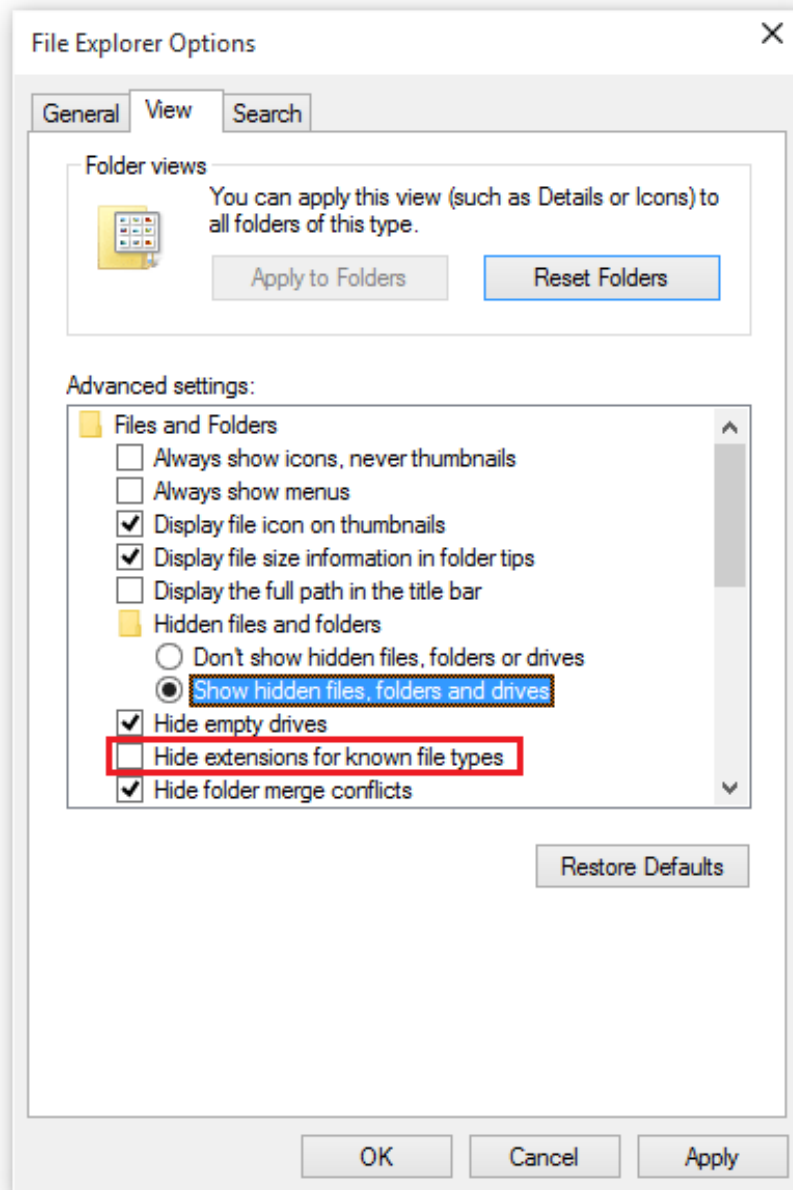 File Explorer Options
General
View
Search
Folder views
You can apply this view (such as Details or Icons) to
all folders of this type.
Apply to Folders
Reset Folders
Advanced settings:
Files and Folders
Always show icons, never thumbnails
Always show menus
Display file icon on thumbnails
Display file size information in folder tips
Display the full path in the title bar
Hidden files and folders
Don't show hidden files, folders or drives
Show hidden files, folders and drives
Hide empty drives
Hide extensions for known file types
Hide folder merge conflicts
Restore Defaults
OK
Cancel
Apply